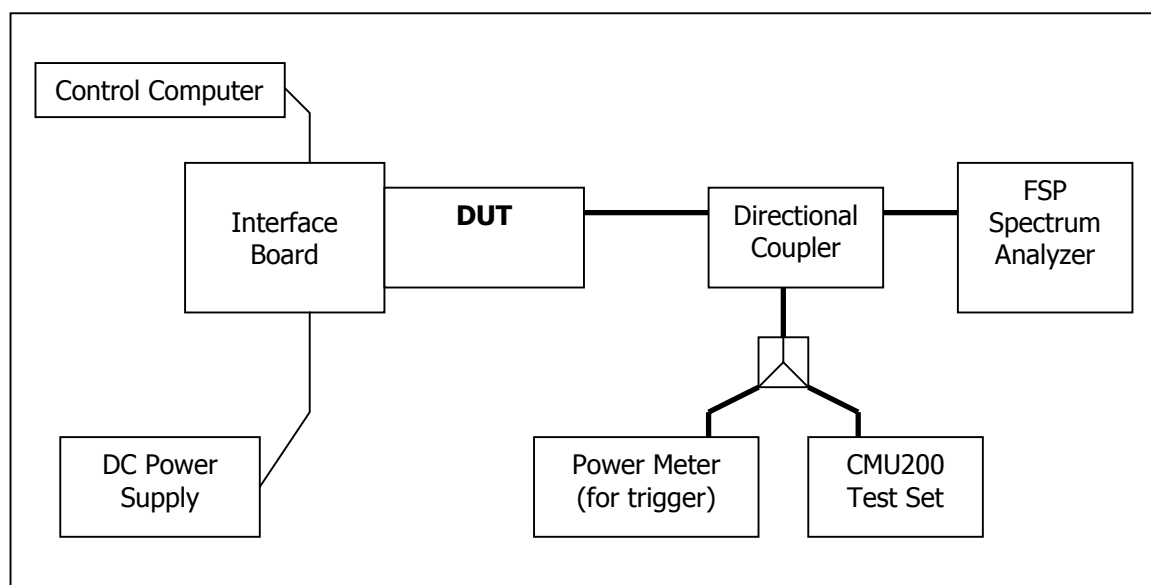 Control Computer
Interface
Board
DUT
Directional
Coupler
FSP
Spectrum
Analyzer
DC Power
Supply
Power Meter
(for trigger)
CMU200
Test Set